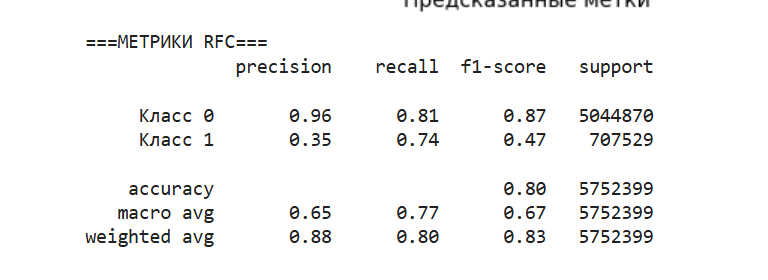 Предсказанные метки
===МЕТРИКИ RFC===
precision recall f1-score support
Класс 0 0.96 0.81 0.87 5044870
Класс 1 0.35 0.74 0.47 707529
accuracy 0.80 5752399
macro avg 0.65 0.77 0.67 5752399
weighted avg 0.88 0.80 0.83 5752399